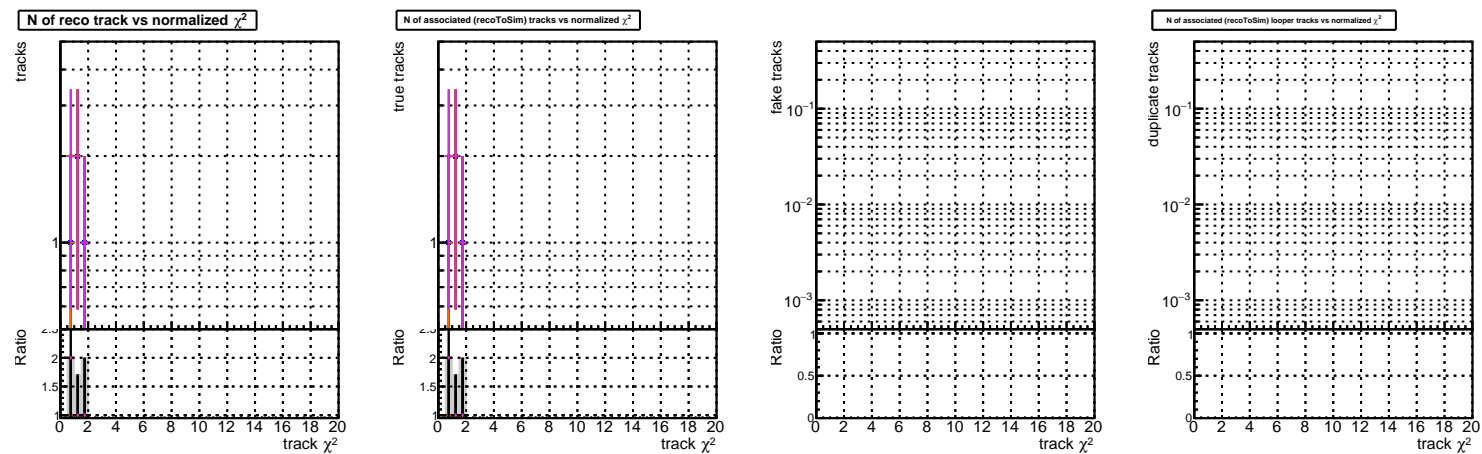 N of reco track vs normalized χ²
tracks
1
Ratio
2.5
2
1.5
1
0 2 4 6 8 10 12 14 16 18 20
track χ²
N of associated (recoToSim) tracks vs normalized χ²
true tracks
1
Ratio
2.5
2
1.5
1
0 2 4 6 8 10 12 14 16 18 20
track χ²
fake tracks
10⁻¹
10⁻²
10⁻³
Ratio
1
0.5
0
0 2 4 6 8 10 12 14 16 18 20
track χ²
N of associated (recoToSim) looper tracks vs normalized χ²
duplicate tracks
10⁻¹
10⁻²
10⁻³
Ratio
1
0.5
0
0 2 4 6 8 10 12 14 16 18 20
track χ²